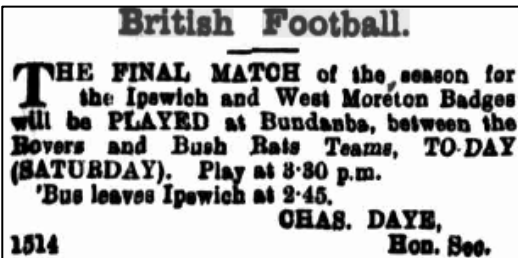 British Football.
THE FINAL MATCH of the season for
the Ipswich and West Moreton Badges
will be PLAYED at Bundanba, between the
Rovers and Bush Rats Teams, TO-DAY
(SATURDAY). Play at 3·30 p.m.
'Bus leaves Ipswich at 2·45.
CHAS. DAYE,
1514 Hon. Sec.